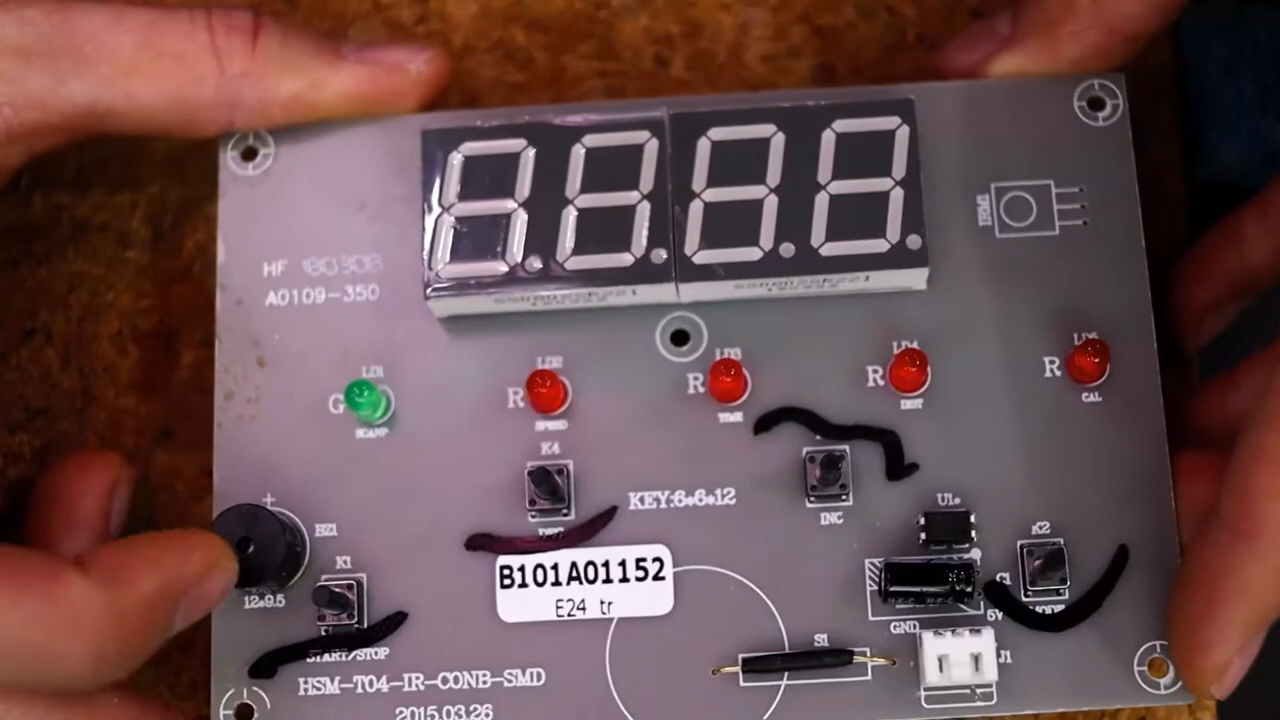 IRM1
HF 180308
A0109-350
LD1
LD2
LD3
LD4
LD5
G
R
R
R
R
SPEED
TIME
DIST
CAL
K4
KEY:6*6*12
INC
U1
+
BZ1
K1
K2
12*9.5
B101A01152
E24 tr
C1
5V
MODE
GND
START/STOP
S1
J1
HSM-T04-IR-CONB-SMD
2015.03.26